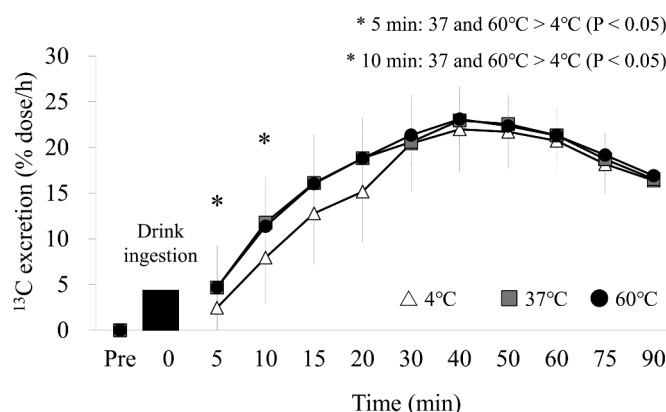 * 5 min: 37 and 60℃ > 4℃ (P < 0.05)
* 10 min: 37 and 60℃ > 4℃ (P < 0.05)
¹³C excretion (% dose/h)
30
25
20
15
10
5
0
*
*
Drink
ingestion
4℃ 37℃ 60℃
Pre 0 5 10 15 20 30 40 50 60 75 90
Time (min)